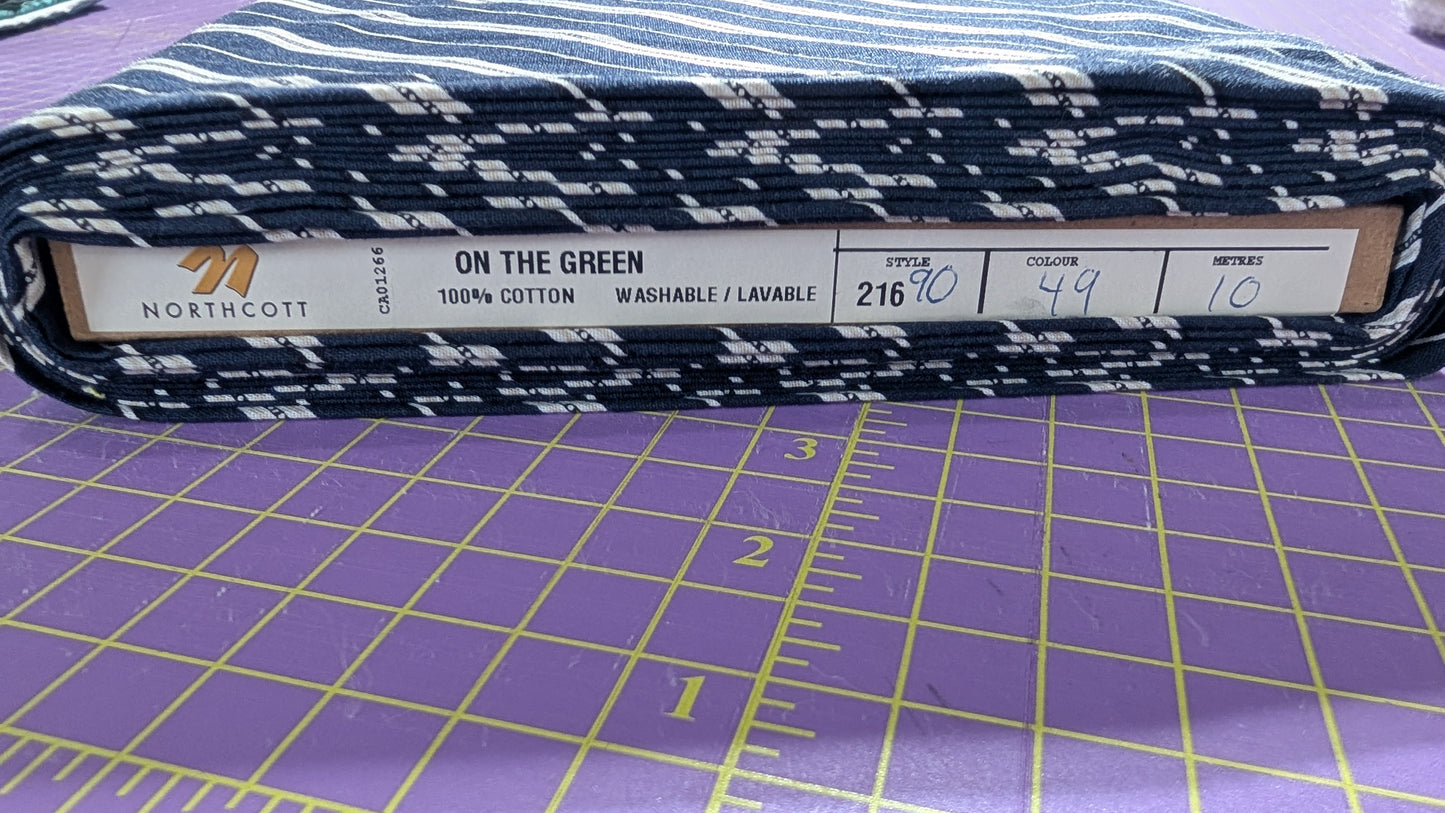 NORTHCOTT
CA01266
ON THE GREEN
100% COTTON WASHABLE / LAVABLE
STYLE
21690
COLOUR
49
METRES
10
3
2
1